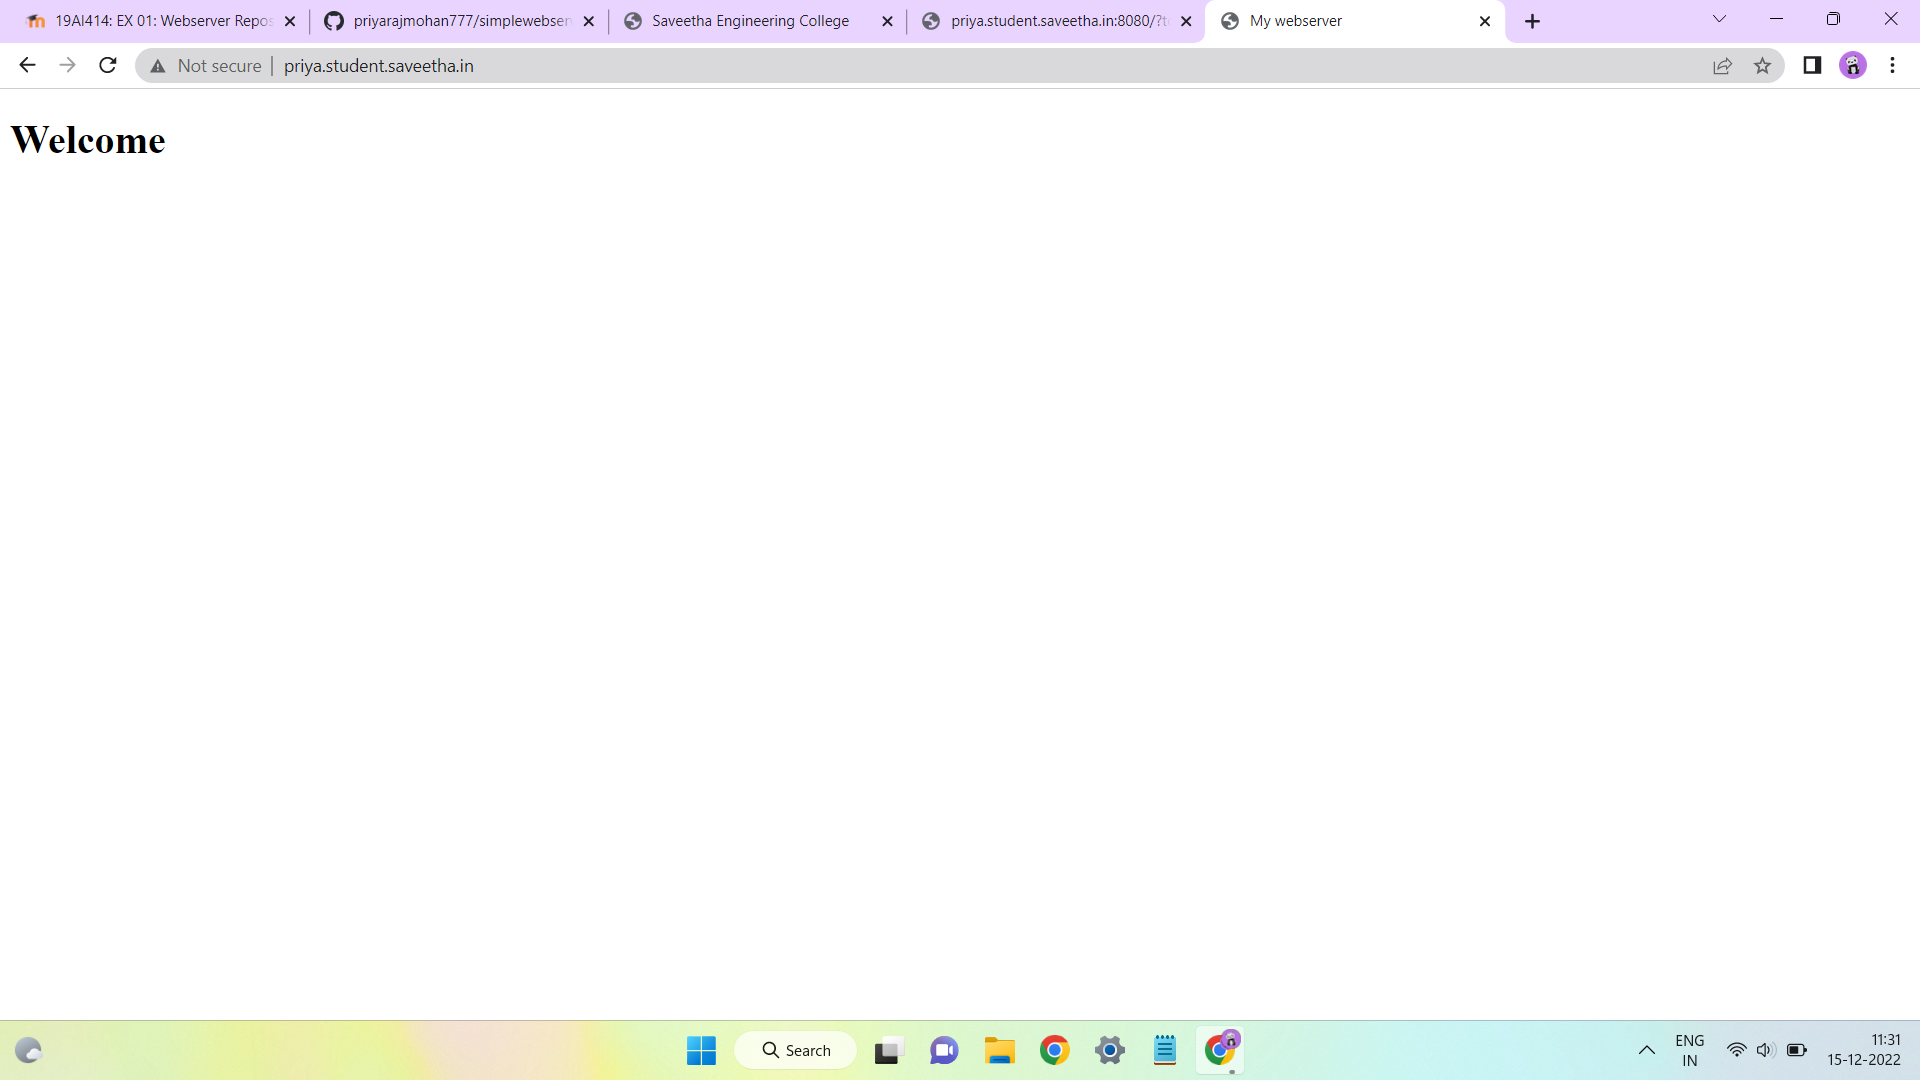 19AI414: EX 01: Webserver Repos
priyarajmohan777/simplewebser
Saveetha Engineering College
priya.student.saveetha.in:8080/?t
My webserver
Not secure
priya.student.saveetha.in
Welcome
Search
ENG
IN
11:31
15-12-2022